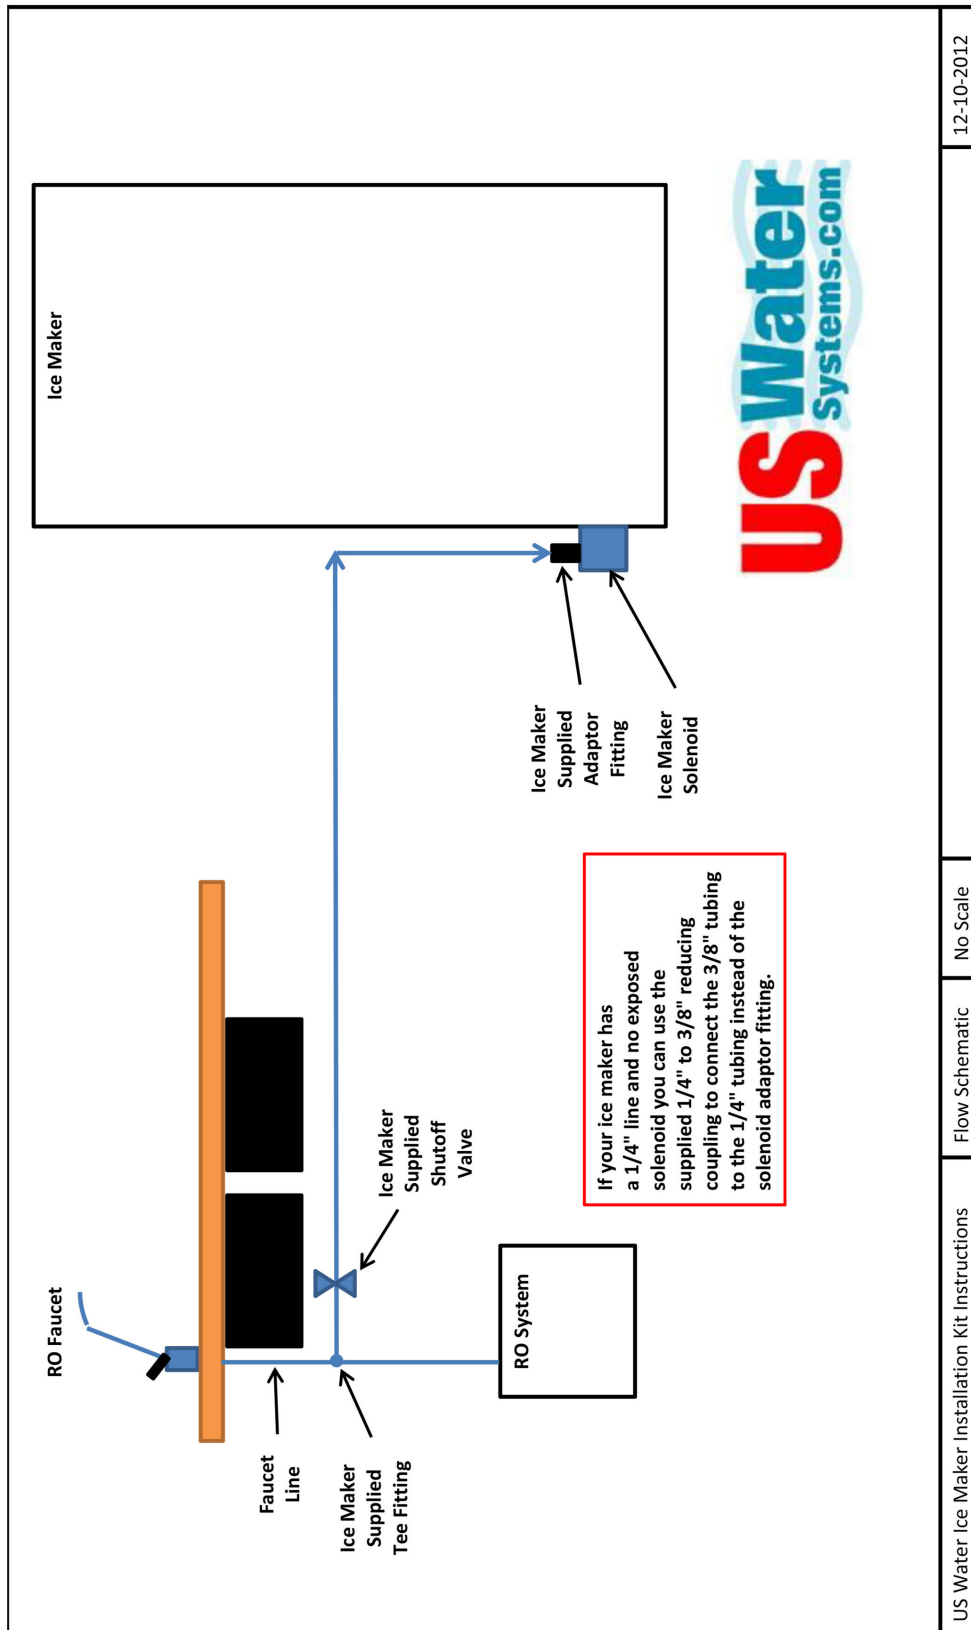 RO Faucet
Ice Maker
Faucet
Line
Ice Maker
Supplied
Tee Fitting
Ice Maker
Supplied
Shutoff
Valve
RO System
If your ice maker has
a 1/4" line and no exposed
solenoid you can use the
supplied 1/4" to 3/8" reducing
coupling to connect the 3/8" tubing
to the 1/4" tubing instead of the
solenoid adaptor fitting.
Ice Maker
Supplied
Adaptor
Fitting
Ice Maker
Solenoid
US Water
Systems.com
US Water Ice Maker Installation Kit Instructions
Flow Schematic
No Scale
12-10-2012